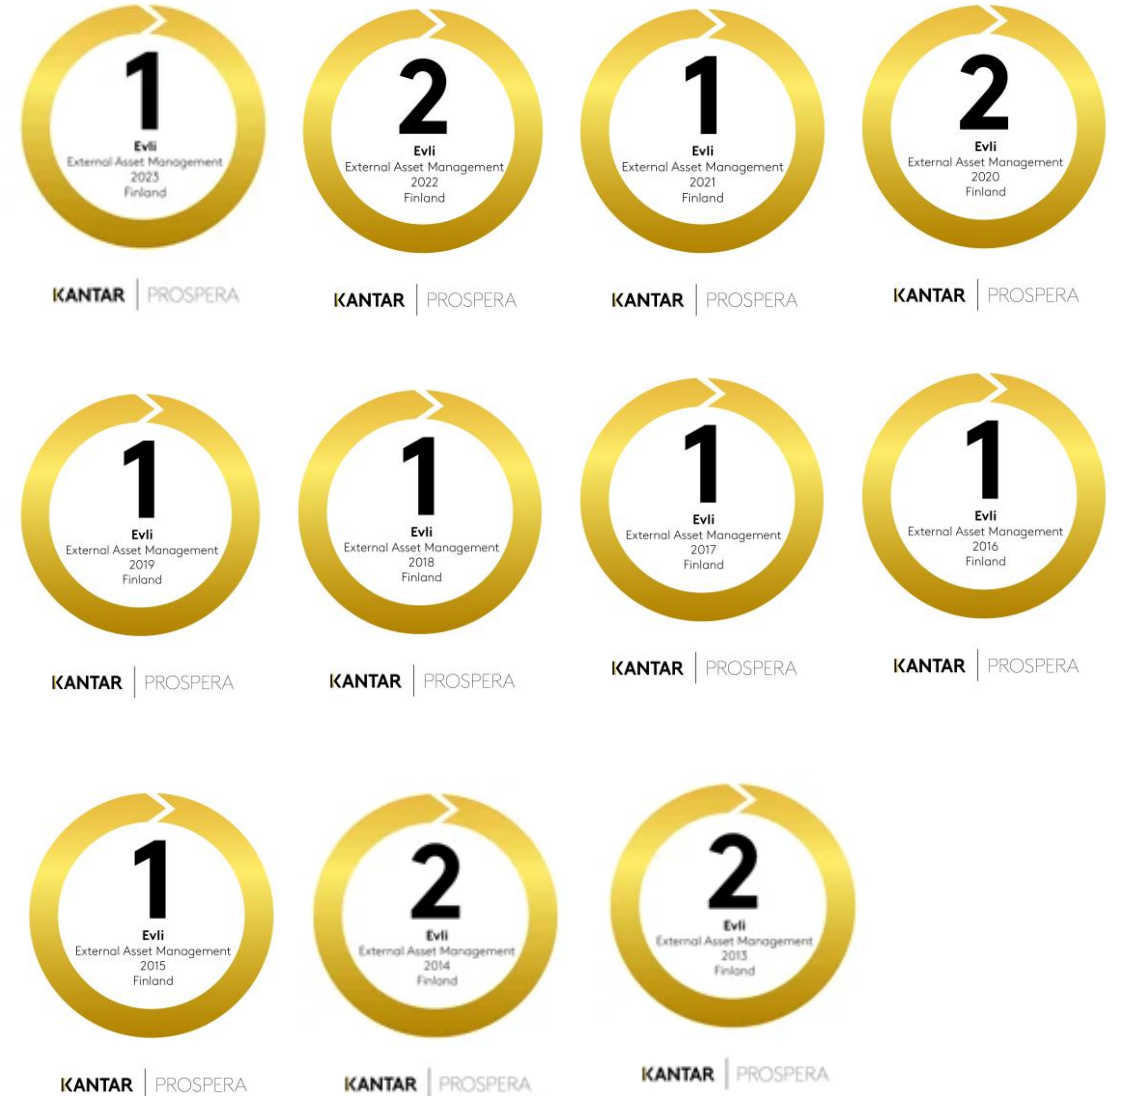 1
Evli
External Asset Management
2023
Finland
KANTAR | PROSPERA
2
Evli
External Asset Management
2022
Finland
KANTAR | PROSPERA
1
Evli
External Asset Management
2021
Finland
KANTAR | PROSPERA
2
Evli
External Asset Management
2020
Finland
KANTAR | PROSPERA
1
Evli
External Asset Management
2019
Finland
KANTAR | PROSPERA
1
Evli
External Asset Management
2018
Finland
KANTAR | PROSPERA
1
Evli
External Asset Management
2017
Finland
KANTAR | PROSPERA
1
Evli
External Asset Management
2016
Finland
KANTAR | PROSPERA
1
Evli
External Asset Management
2015
Finland
KANTAR | PROSPERA
2
Evli
External Asset Management
2014
Finland
KANTAR | PROSPERA
2
Evli
External Asset Management
2013
Finland
KANTAR | PROSPERA